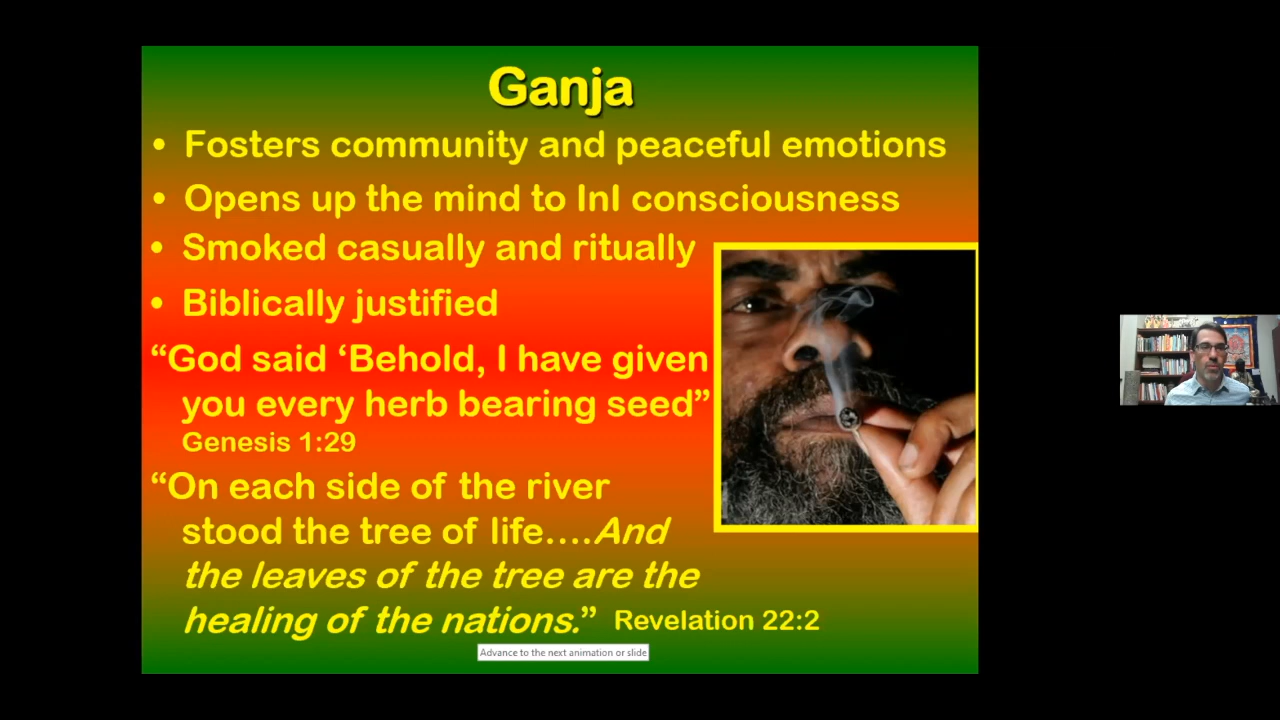 Ganja
• Fosters community and peaceful emotions
• Opens up the mind to InI consciousness
• Smoked casually and ritually
• Biblically justified
“God said ‘Behold, I have given
you every herb bearing seed”
Genesis 1:29
“On each side of the river
stood the tree of life….And
the leaves of the tree are the
healing of the nations.” Revelation 22:2
Advance to the next animation or slide